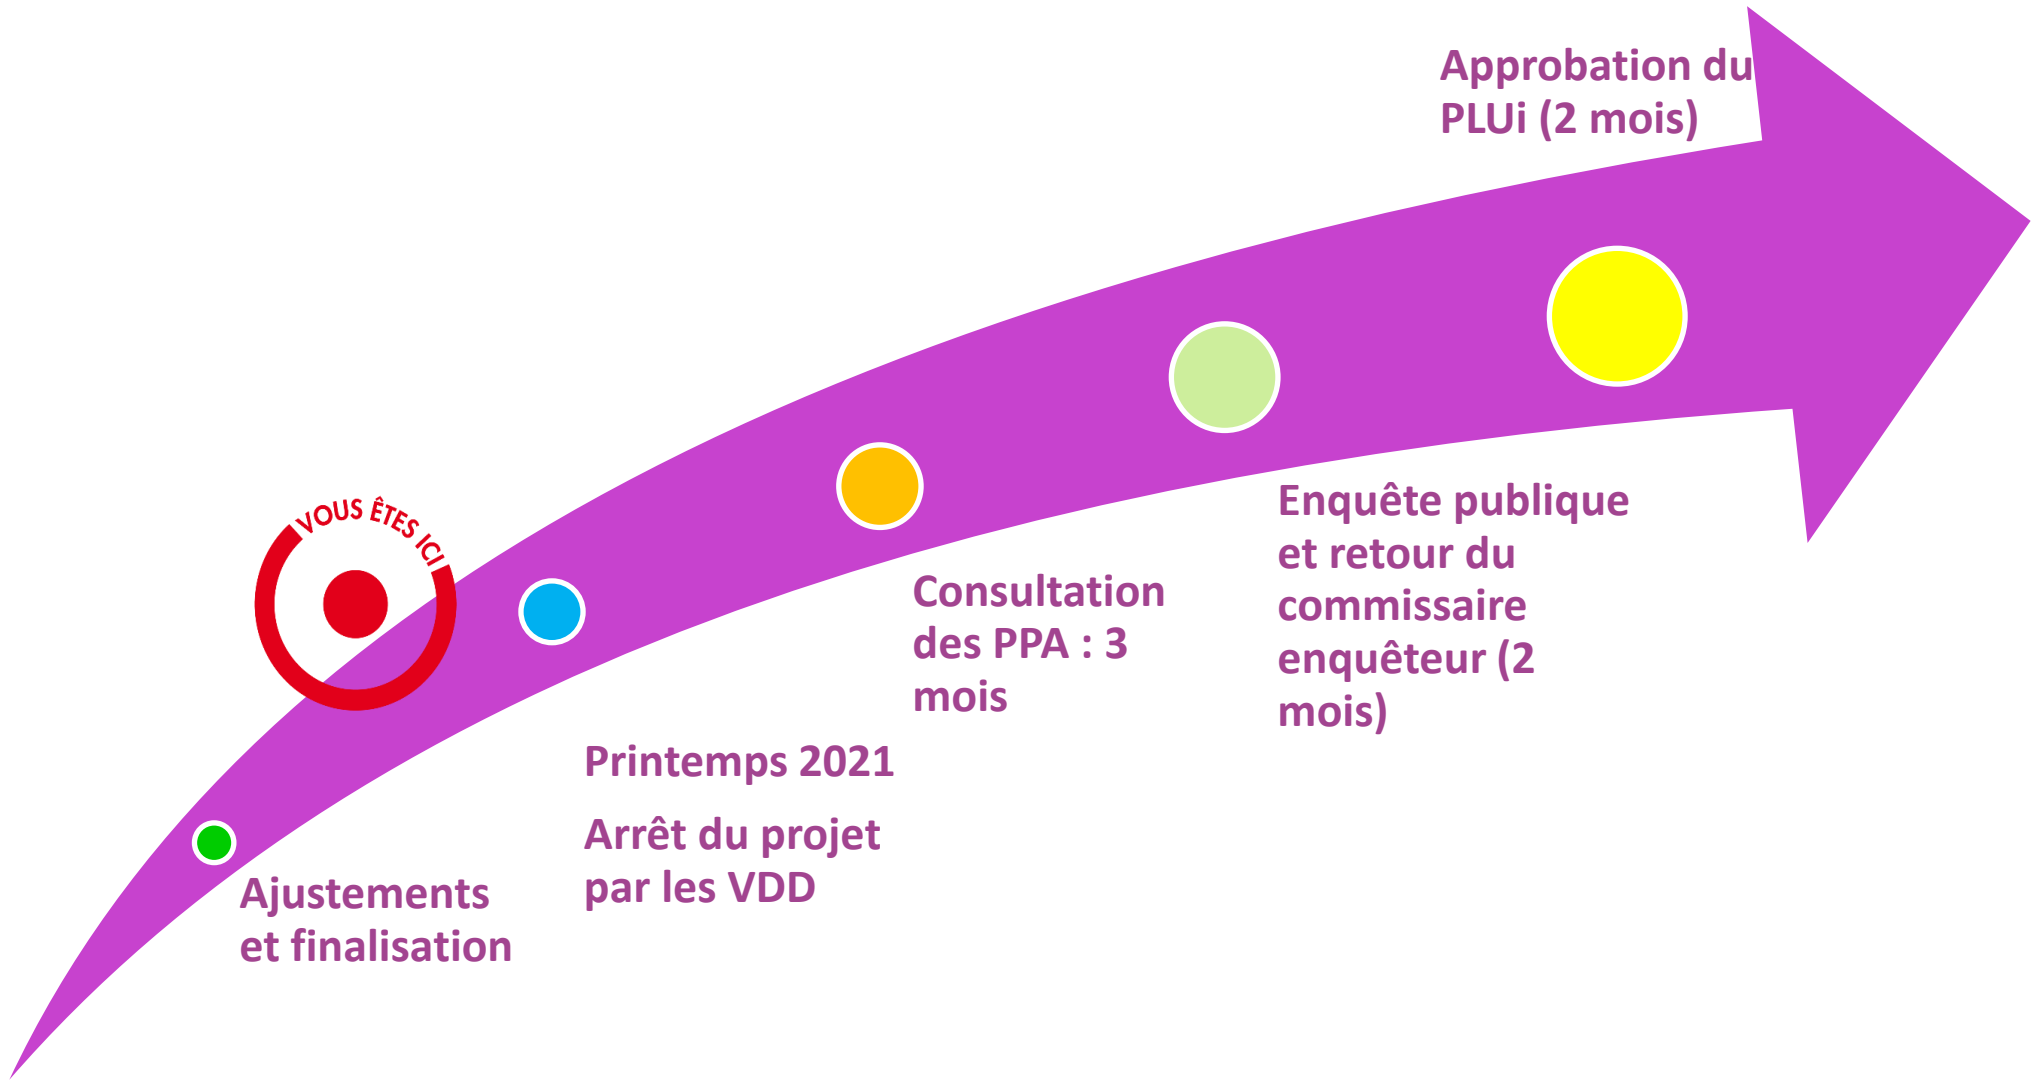 Approbation du
PLUi (2 mois)
VOUS ÊTES ICI
Enquête publique
et retour du
commissaire
enquêteur (2
mois)
Consultation
des PPA : 3
mois
Printemps 2021
Arrêt du projet
par les VDD
Ajustements
et finalisation